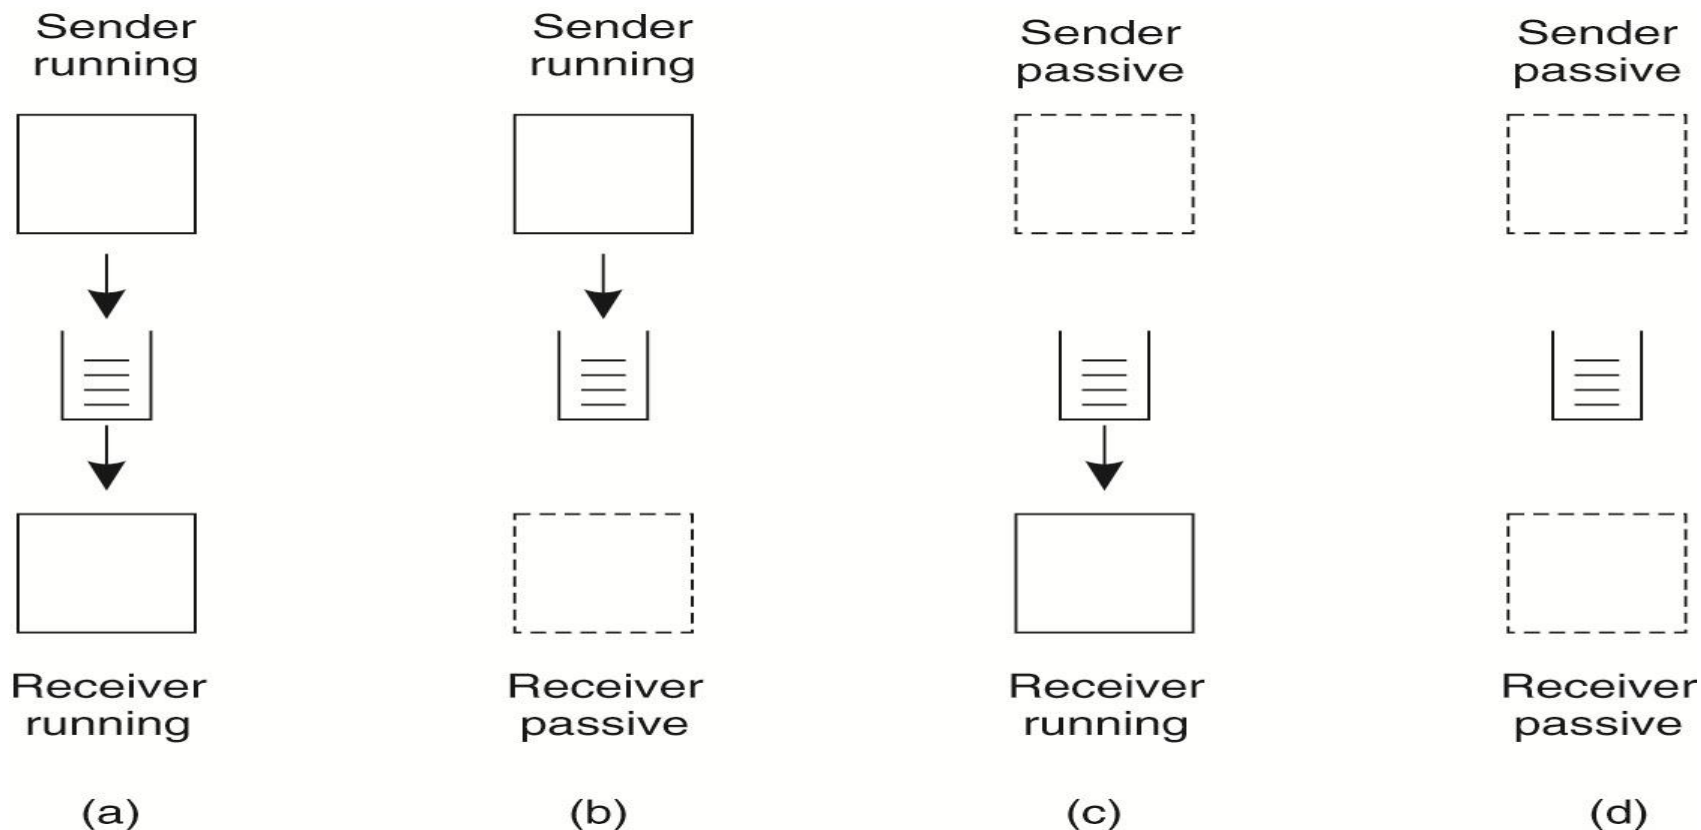 Sender
running
Sender
running
Sender
passive
Sender
passive
Receiver
running
Receiver
passive
Receiver
running
Receiver
passive
(a)
(b)
(c)
(d)